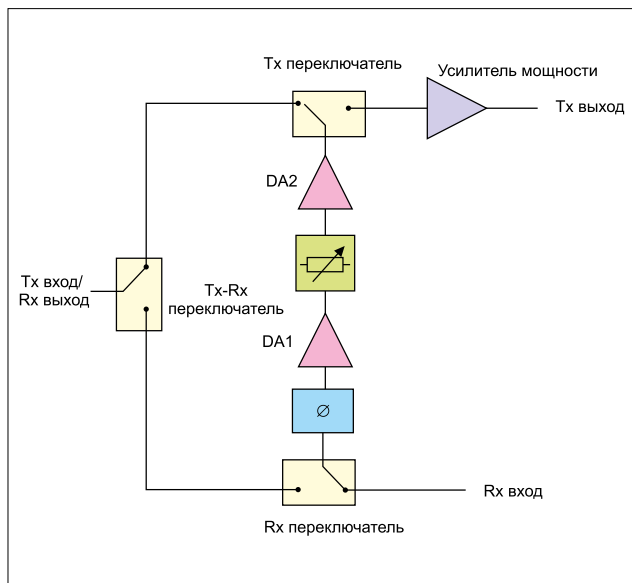 Tx переключатель
Усилитель мощности
Tx выход
DA2
Tx вход/
Rx выход
Tx-Rx
переключатель
DA1
∅
Rx вход
Rx переключатель